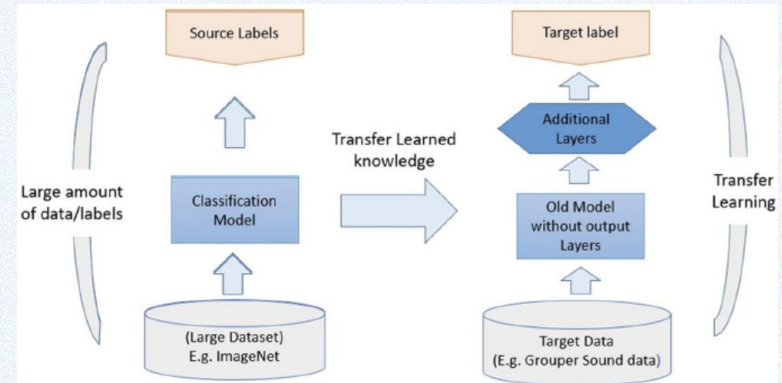 Source Labels
Target label
Additional
Layers
Transfer Learned
knowledge
Large amount
of data/labels
Classification
Model
Old Model
without output
Layers
Transfer
Learning
(Large Dataset)
E.g. ImageNet
Target Data
(E.g. Grouper Sound data)